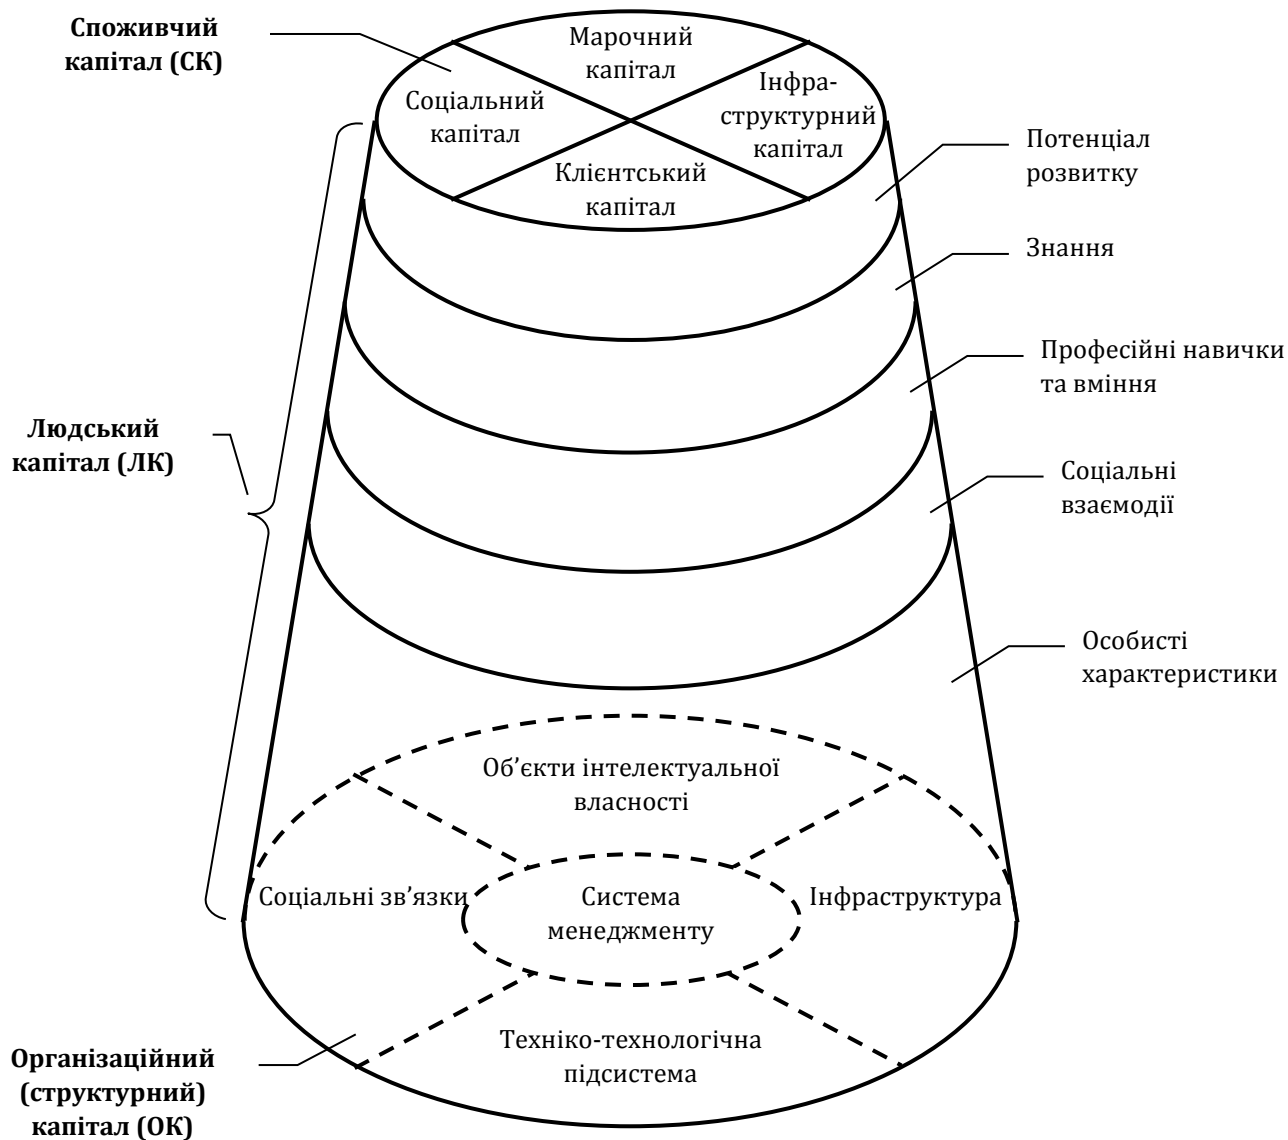 Споживчий
капітал (СК)
Марочний
капітал
Соціальний
капітал
Інфра-
структурний
капітал
Клієнтський
капітал
Потенціал
розвитку
Знання
Професійні навички
та вміння
Людський
капітал (ЛК)
Соціальні
взаємодії
Особисті
характеристики
Об’єкти інтелектуальної
власності
Соціальні зв’язки
Система
менеджменту
Інфраструктура
Техніко-технологічна
підсистема
Організаційний
(структурний)
капітал (ОК)